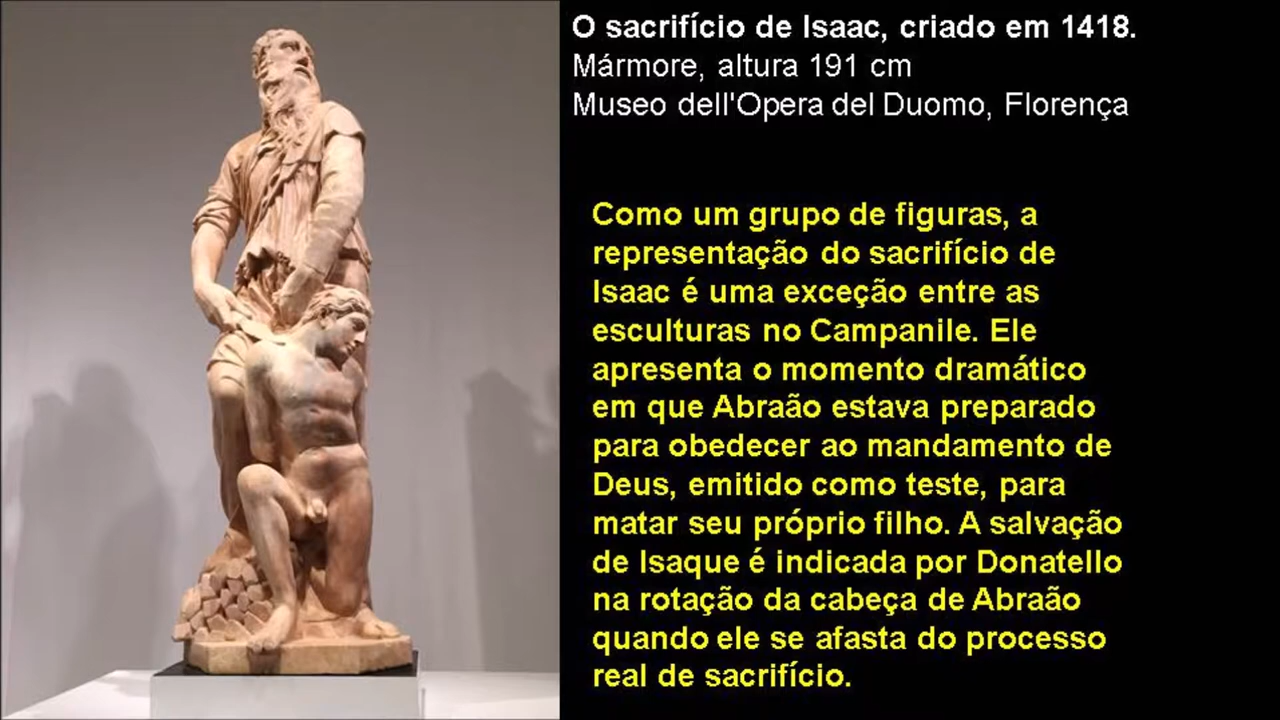 O sacrifício de Isaac, criado em 1418.
Mármore, altura 191 cm
Museo dell'Opera del Duomo, Florença
Como um grupo de figuras, a
representação do sacrifício de
Isaac é uma exceção entre as
esculturas no Campanile. Ele
apresenta o momento dramático
em que Abraão estava preparado
para obedecer ao mandamento de
Deus, emitido como teste, para
matar seu próprio filho. A salvação
de Isaque é indicada por Donatello
na rotação da cabeça de Abraão
quando ele se afasta do processo
real de sacrifício.